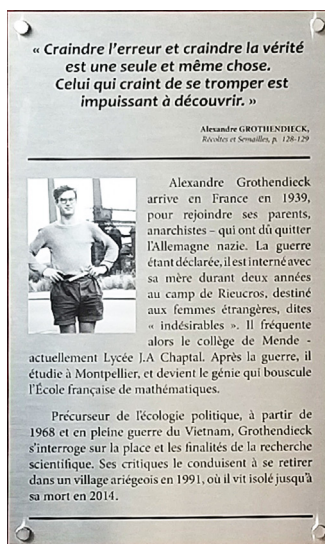 « Craindre l'erreur et craindre la vérité
est une seule et même chose.
Celui qui craint de se tromper est
impuissant à découvrir. »
Alexandre GROTHENDIECK,
Récoltes et Semailles, p. 128-129
Alexandre Grothendieck
arrive en France en 1939,
pour rejoindre ses parents,
anarchistes – qui ont dû quitter
l'Allemagne nazie. La guerre
étant déclarée, il est interné avec
sa mère durant deux années
au camp de Rieucros, destiné
aux femmes étrangères, dites
« indésirables ». Il fréquente
alors le collège de Mende -
actuellement Lycée J.A Chaptal. Après la guerre, il
étudie à Montpellier, et devient le génie qui bouscule
l'École française de mathématiques.
Précurseur de l'écologie politique, à partir de
1968 et en pleine guerre du Vietnam, Grothendieck
s'interroge sur la place et les finalités de la recherche
scientifique. Ses critiques le conduisent à se retirer
dans un village ariégeois en 1991, où il vit isolé jusqu'à
sa mort en 2014.